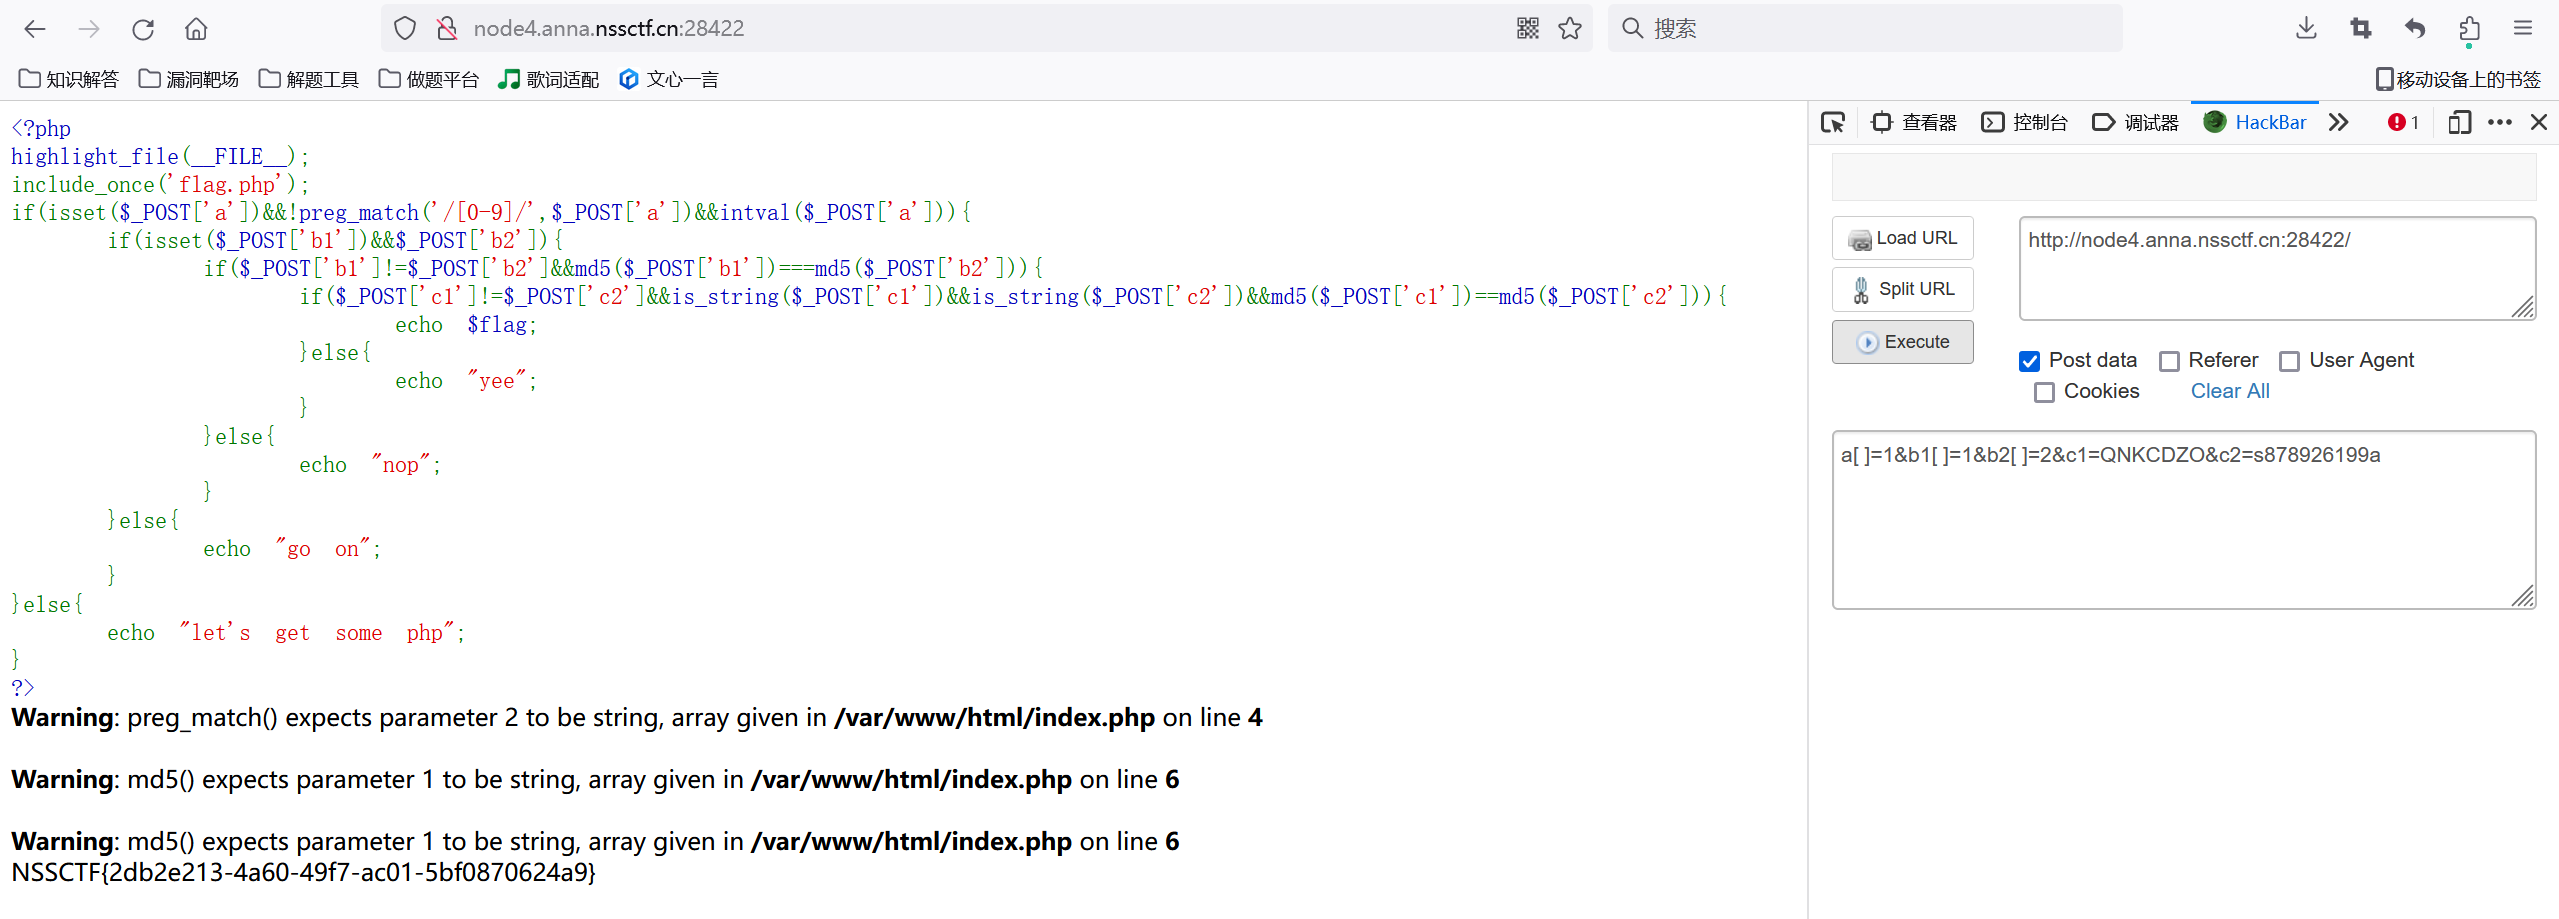 node4.anna.nssctf.cn:28422
搜索
知识解答 漏洞靶场 解题工具 做题平台 歌词适配 文心一言 移动设备上的书签
<?php
highlight_file(__FILE__);
include_once('flag.php');
if(isset($_POST['a'])&&!preg_match('/[0-9]/',$_POST['a'])&&intval($_POST['a'])){
if(isset($_POST['b1'])&&$_POST['b2']){
if($_POST['b1']!=$_POST['b2']&&md5($_POST['b1'])===md5($_POST['b2'])){
if($_POST['c1']!=$_POST['c2']&&is_string($_POST['c1'])&&is_string($_POST['c2'])&&md5($_POST['c1'])==md5($_POST['c2'])){
echo $flag;
}else{
echo "yee";
}
}else{
echo "nop";
}
}else{
echo "go on";
}
}else{
echo "let's get some php";
}
?>
Warning: preg_match() expects parameter 2 to be string, array given in /var/www/html/index.php on line 4
Warning: md5() expects parameter 1 to be string, array given in /var/www/html/index.php on line 6
Warning: md5() expects parameter 1 to be string, array given in /var/www/html/index.php on line 6
NSSCTF{2db2e213-4a60-49f7-ac01-5bf0870624a9}
查看器 控制台 调试器 HackBar 1
Load URL
Split URL
Execute
http://node4.anna.nssctf.cn:28422/
Post data Referer User Agent
Cookies Clear All
a[ ]=1&b1[ ]=1&b2[ ]=2&c1=QNKCDZO&c2=s878926199a